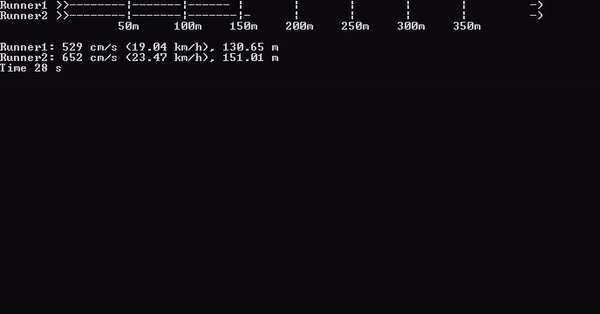 Runner1 >>--------¦-------¦------- ¦       ¦       ¦       ¦       ¦         -)
Runner2 >>--------¦-------¦-------¦-       ¦       ¦       ¦       ¦         -)
50m 100m 150m 200m 250m 300m 350m
Runner1: 529 cm/s (19.04 km/h), 130.65 m
Runner2: 652 cm/s (23.47 km/h), 151.01 m
Time 28 s